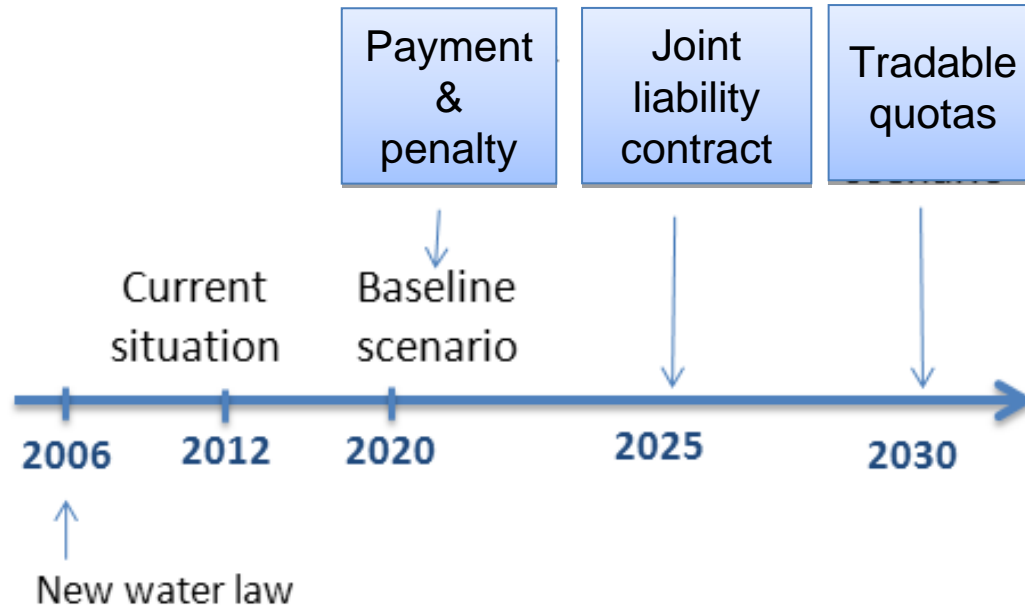 Payment
&
penalty
Joint
liability
contract
Tradable
quotas
Current
situation
Baseline
scenario
2006
2012
2020
2025
2030
New water law